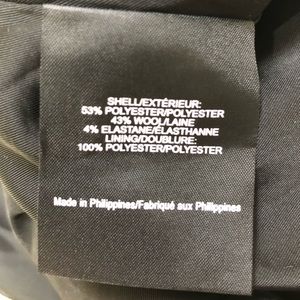 SHELL/EXTÉRIEUR:
53% POLYESTER/POLYESTER
43% WOOL/LAINE
4% ELASTANE/ÉLASTHANNE
LINING/DOUBLURE:
100% POLYESTER/POLYESTER
Made in Philippines/Fabriqué aux Philippines